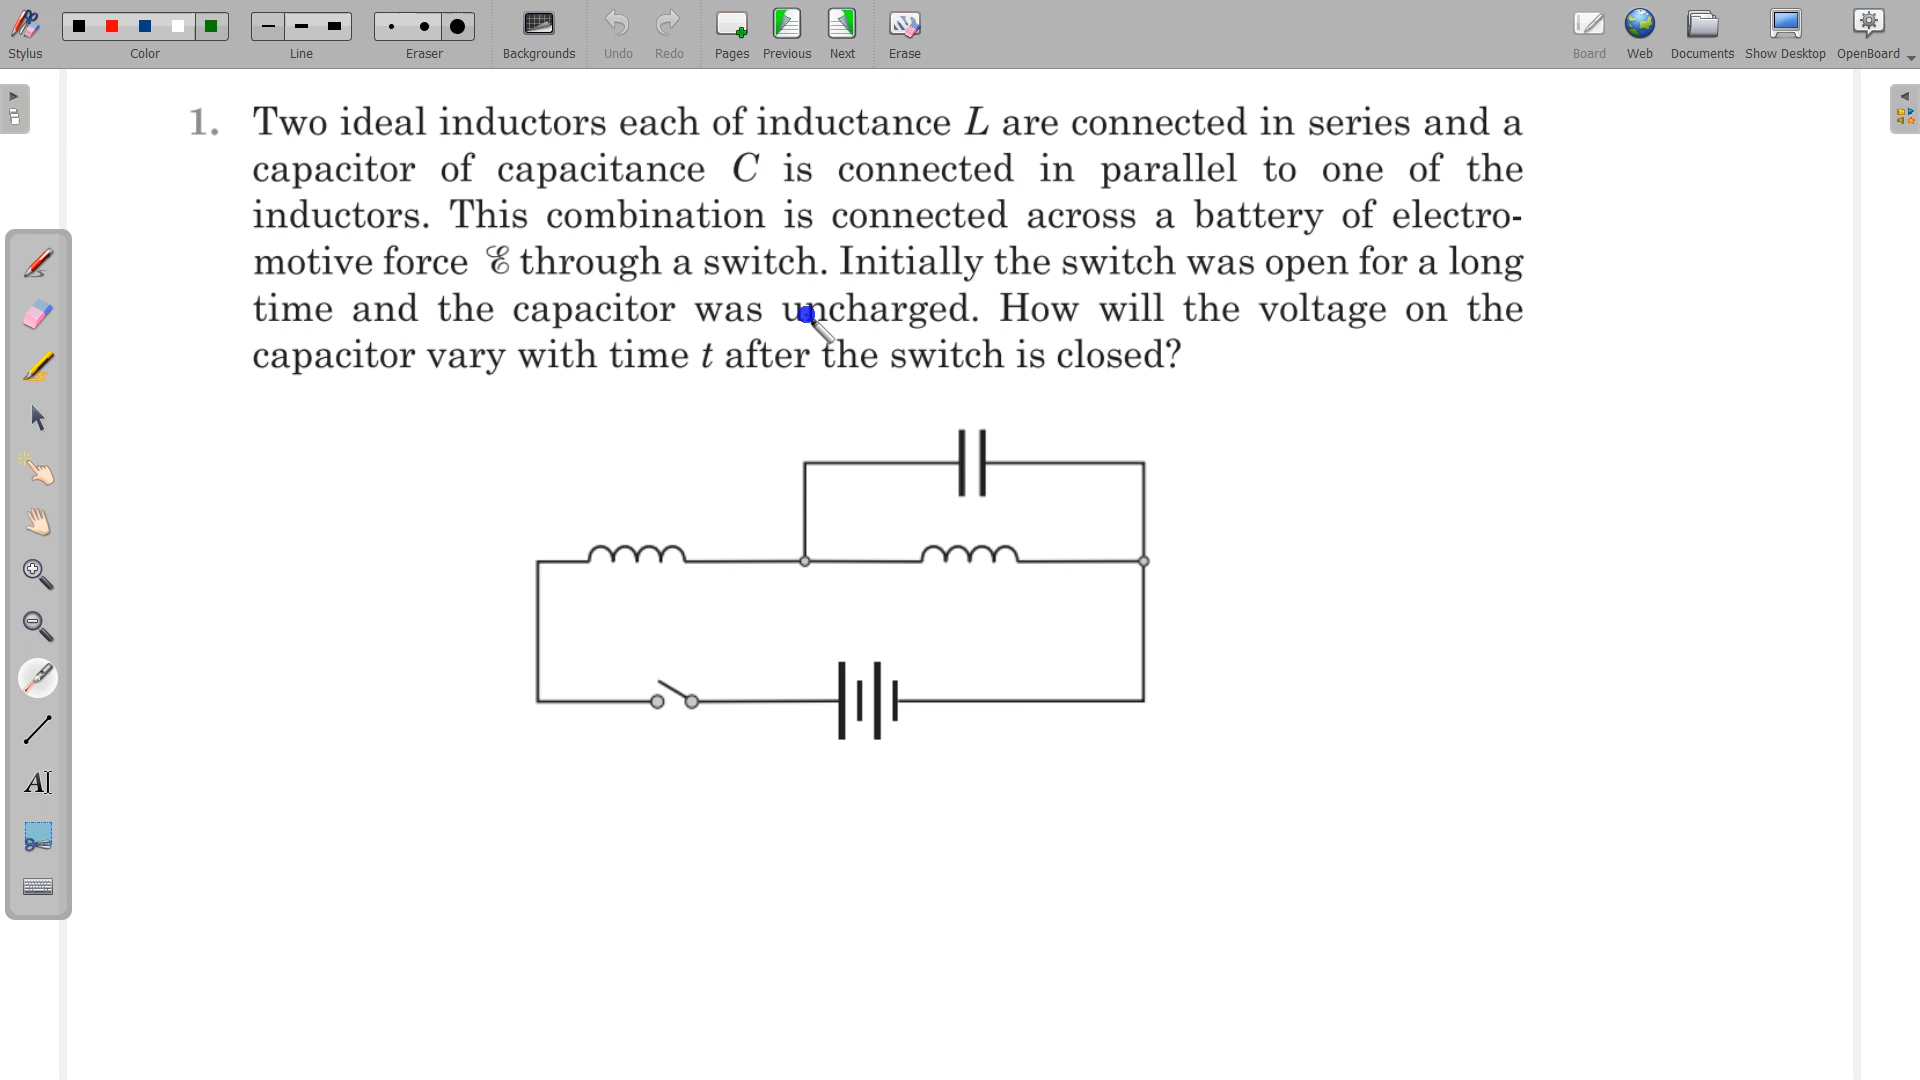 Stylus Color Line Eraser Backgrounds Undo Redo Pages Previous Next Erase Board Web Documents Show Desktop OpenBoard
1. Two ideal inductors each of inductance L are connected in series and a
capacitor of capacitance C is connected in parallel to one of the
inductors. This combination is connected across a battery of electro-
motive force ℰ through a switch. Initially the switch was open for a long
time and the capacitor was uncharged. How will the voltage on the
capacitor vary with time t after the switch is closed?
AI